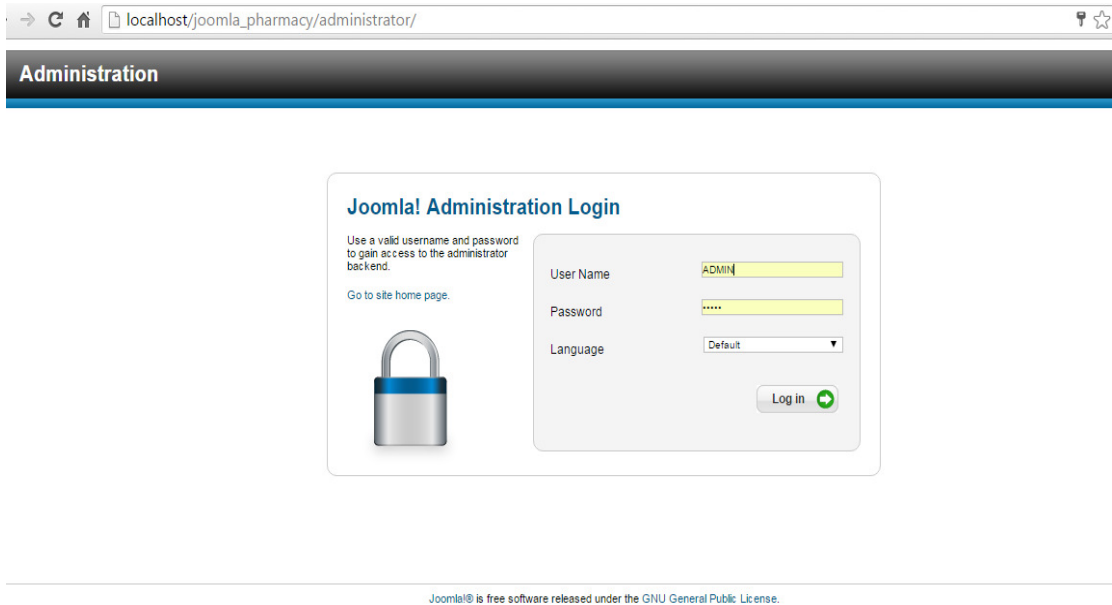 localhost/joomla_pharmacy/administrator/
Administration
Joomla! Administration Login
Use a valid username and password
to gain access to the administrator
backend.
Go to site home page.
User Name
ADMIN
Password
•••••
Language
Default
Log in
Joomla!® is free software released under the GNU General Public License.